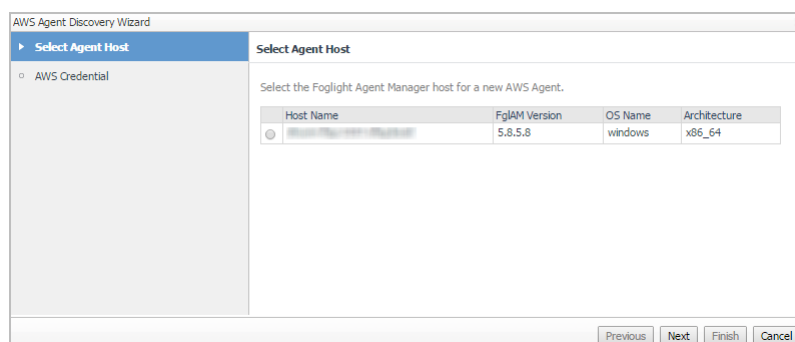 AWS Agent Discovery Wizard
Select Agent Host
AWS Credential
Select Agent Host
Select the Foglight Agent Manager host for a new AWS Agent.
Host Name FglAM Version OS Name Architecture
5.8.5.8 windows x86_64
Previous Next Finish Cancel